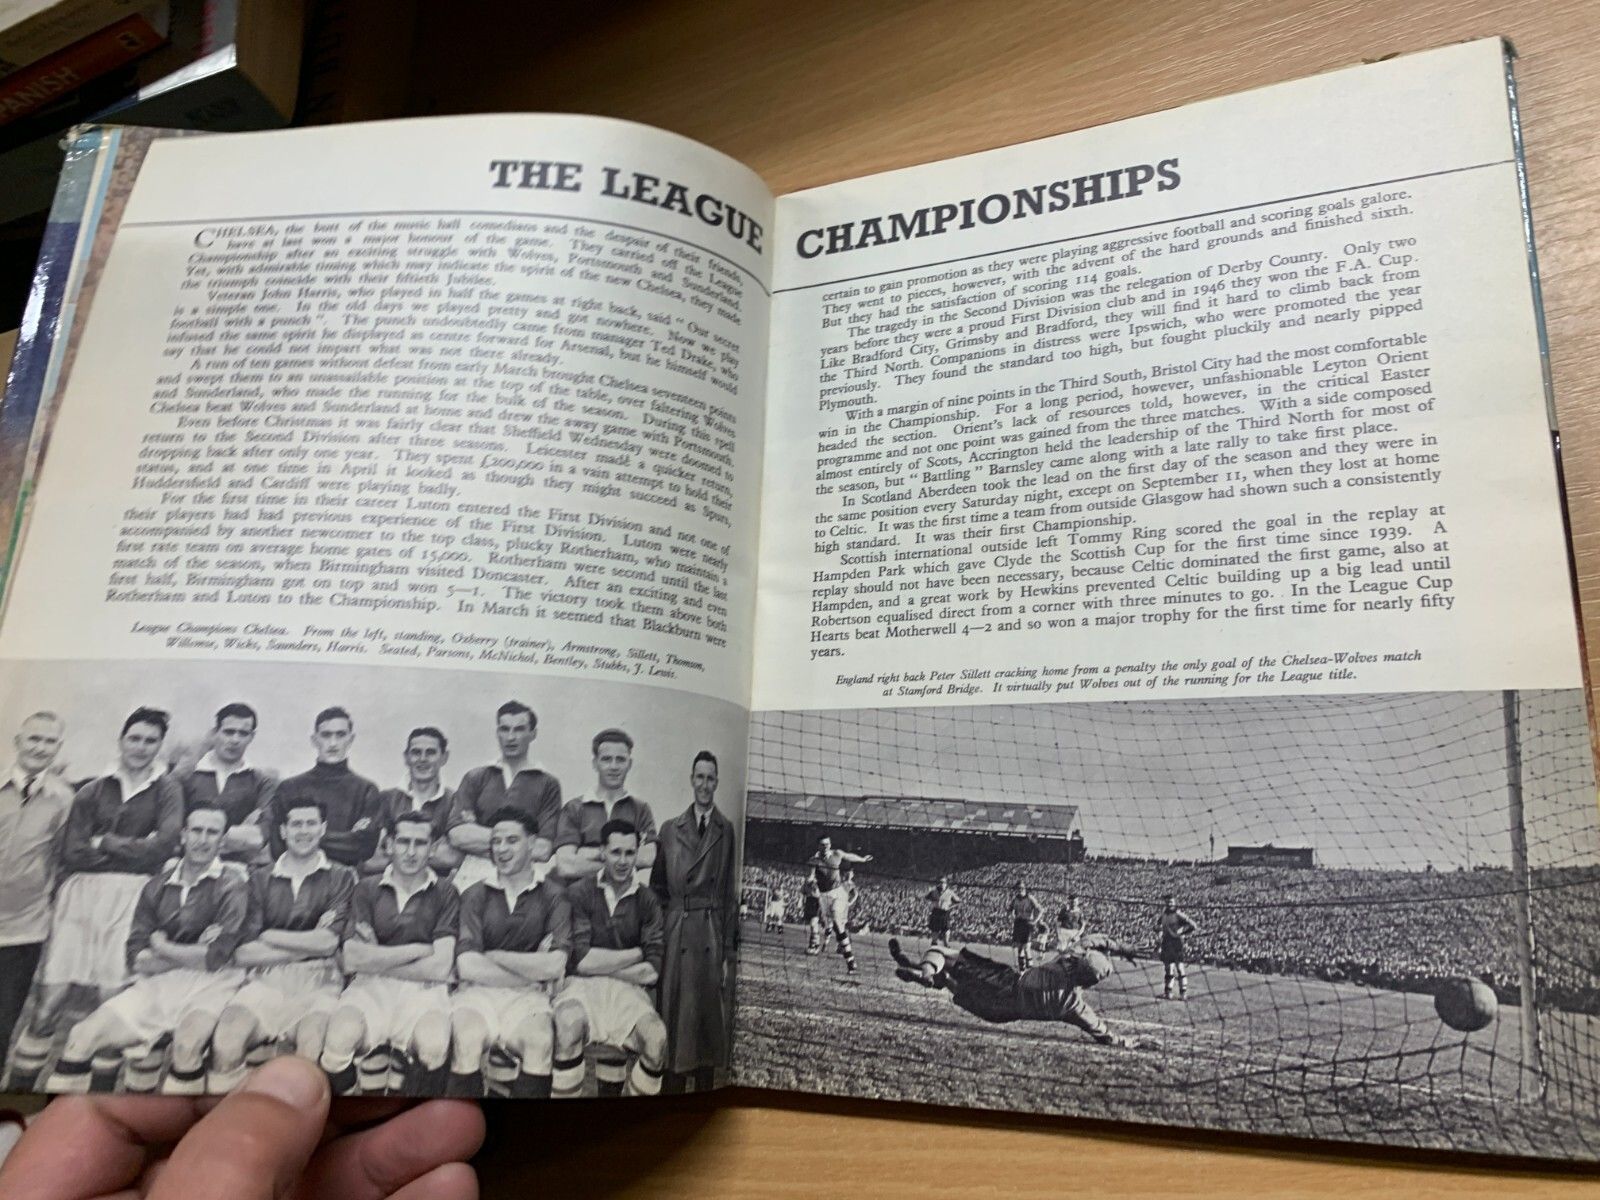 PANISH
THE LEAGUE
CHELSEA, the butt of the music hall comedians and the despair of their friends,
have at last won a major honour of the game. They carried off the League
Championship after an exciting struggle with Wolves, Portsmouth and Sunderland.
Yet, with admirable timing which may indicate the spirit of the new Chelsea, they made
the triumph coincide with their fiftieth Jubilee.
Veteran John Harris, who played in half the games at right back, said " Our secret
is a simple one. In the old days we played pretty and got nowhere. Now we play
football with a punch ". The punch undoubtedly came from manager Ted Drake, who
infused the same spirit he displayed as centre forward for Arsenal, but he himself would
say that he could not impart what was not there already.
A run of ten games without defeat from early March brought Chelsea seventeen points
and swept them to an unassailable position at the top of the table, over faltering Wolves
and Sunderland, who made the running for the bulk of the season. During this spell
Chelsea beat Wolves and Sunderland at home and drew the away game with Portsmouth.
Even before Christmas it was fairly clear that Sheffield Wednesday were doomed to
return to the Second Division after three seasons. Leicester made a quicker return,
dropping back after only one year. They spent £200,000 in a vain attempt to hold their
status, and at one time in April it looked as though they might succeed as Spurs,
Huddersfield and Cardiff were playing badly.
For the first time in their career Luton entered the First Division and not one of
their players had had previous experience of the First Division. Luton were nearly
accompanied by another newcomer to the top class, plucky Rotherham, who maintain a
first rate team on average home gates of 15,000. Rotherham were second until the last
match of the season, when Birmingham visited Doncaster. After an exciting and even
first half, Birmingham got on top and won 5—1. The victory took them above both
Rotherham and Luton to the Championship. In March it seemed that Blackburn were
League Champions Chelsea. From the left, standing, Oxberry (trainer), Armstrong, Sillett, Thomson,
Willemse, Wicks, Saunders, Harris. Seated, Parsons, McNichol, Bentley, Stubbs, J. Lewis.
CHAMPIONSHIPS
certain to gain promotion as they were playing aggressive football and scoring goals galore.
They went to pieces, however, with the advent of the hard grounds and finished sixth.
But they had the satisfaction of scoring 114 goals.
The tragedy in the Second Division was the relegation of Derby County. Only two
years before they were a proud First Division club and in 1946 they won the F.A. Cup.
Like Bradford City, Grimsby and Bradford, they will find it hard to climb back from
the Third North. Companions in distress were Ipswich, who were promoted the year
previously. They found the standard too high, but fought pluckily and nearly pipped
Plymouth.
With a margin of nine points in the Third South, Bristol City had the most comfortable
win in the Championship. For a long period, however, unfashionable Leyton Orient
headed the section. Orient's lack of resources told, however, in the critical Easter
programme and not one point was gained from the three matches. With a side composed
almost entirely of Scots, Accrington held the leadership of the Third North for most of
the season, but " Battling " Barnsley came along with a late rally to take first place.
In Scotland Aberdeen took the lead on the first day of the season and they were in
the same position every Saturday night, except on September 11, when they lost at home
to Celtic. It was the first time a team from outside Glasgow had shown such a consistently
high standard. It was their first Championship.
Scottish international outside left Tommy Ring scored the goal in the replay at
Hampden Park which gave Clyde the Scottish Cup for the first time since 1939. A
replay should not have been necessary, because Celtic dominated the first game, also at
Hampden, and a great work by Hewkins prevented Celtic building up a big lead until
Robertson equalised direct from a corner with three minutes to go. In the League Cup
Hearts beat Motherwell 4—2 and so won a major trophy for the first time for nearly fifty
years.
England right back Peter Sillett cracking home from a penalty the only goal of the Chelsea-Wolves match
at Stamford Bridge. It virtually put Wolves out of the running for the League title.